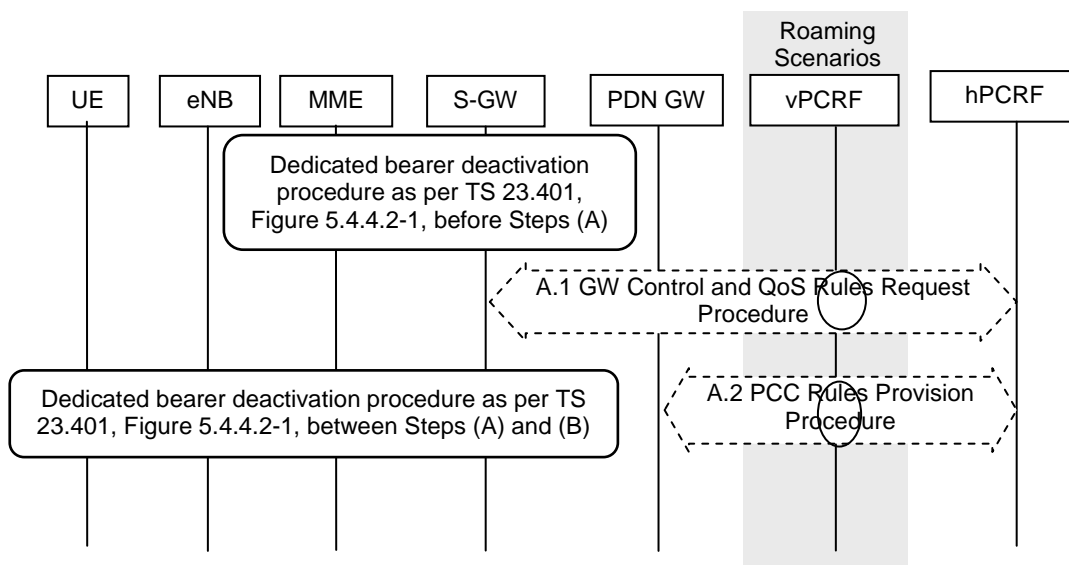 Roaming
Scenarios
UE
eNB
MME
S-GW
PDN GW
vPCRF
hPCRF
Dedicated bearer deactivation
procedure as per TS 23.401,
Figure 5.4.4.2-1, before Steps (A)
A.1 GW Control and QoS Rules Request
Procedure
Dedicated bearer deactivation procedure as per TS
23.401, Figure 5.4.4.2-1, between Steps (A) and (B)
A.2 PCC Rules Provision
Procedure